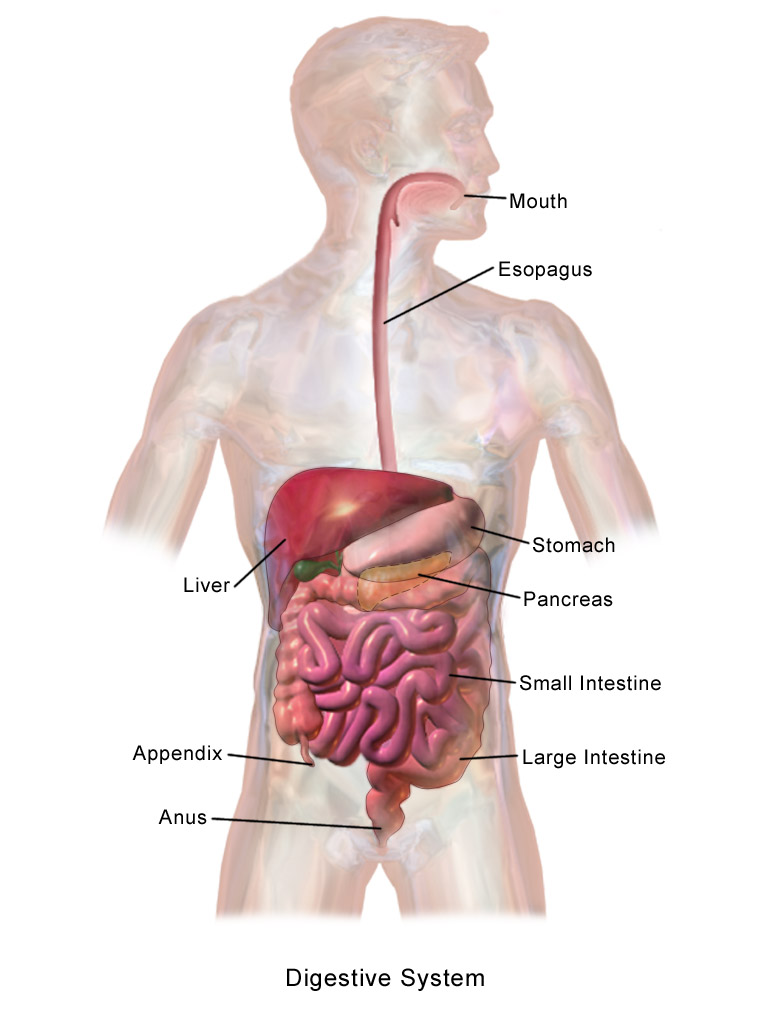 Mouth
Esopagus
Stomach
Liver
Pancreas
Small Intestine
Appendix
Large Intestine
Anus
Digestive System